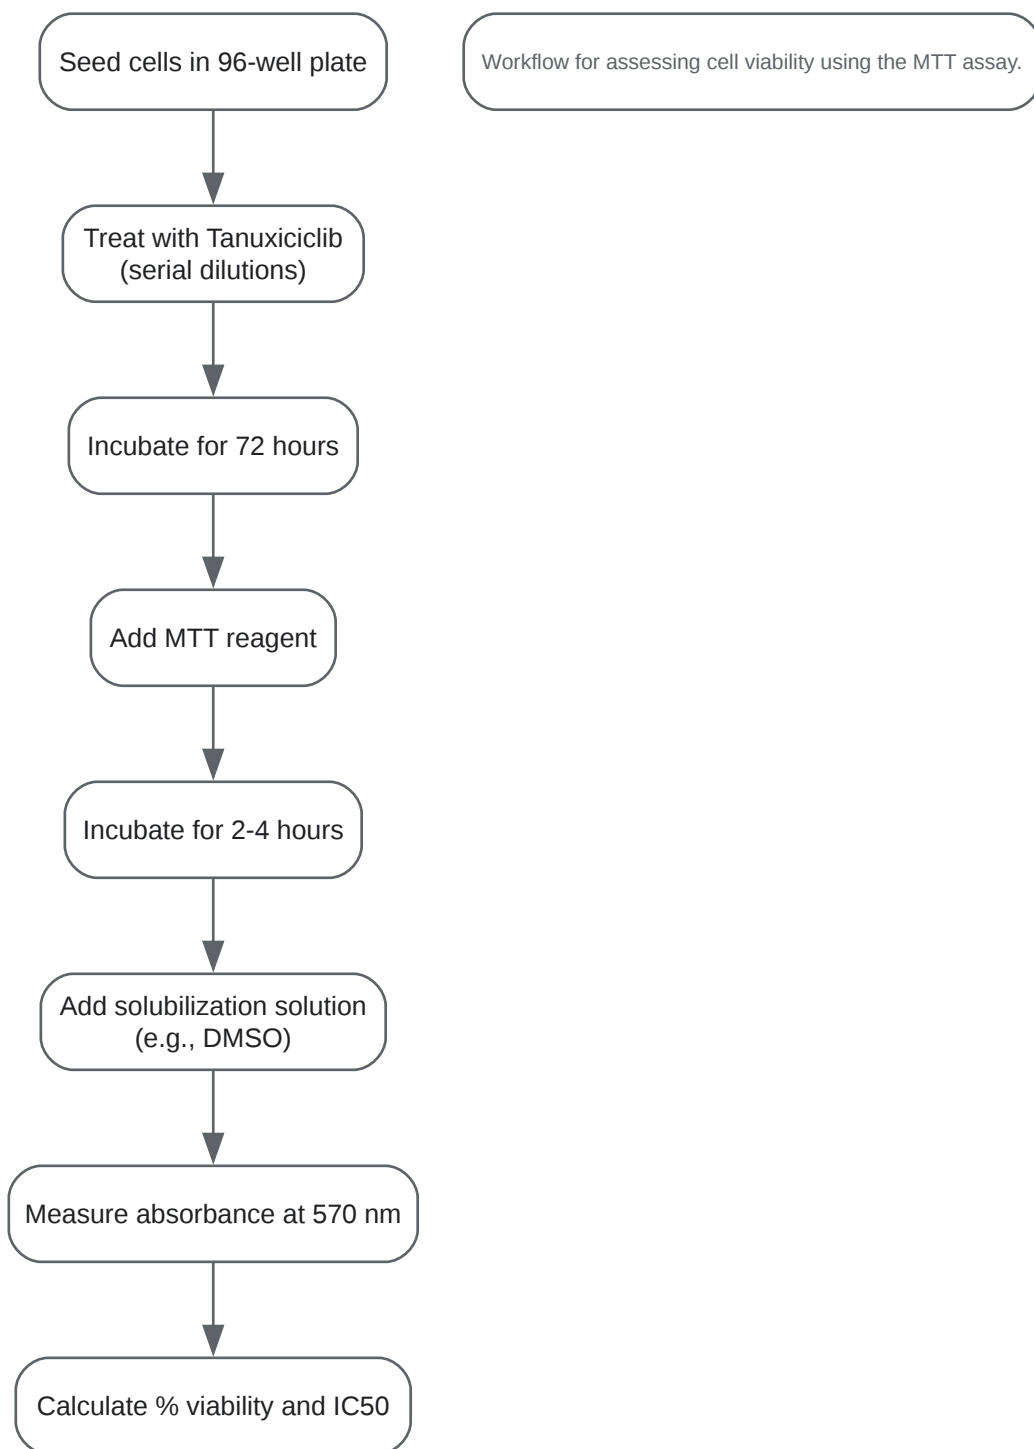 Seed cells in 96-well plate
Workflow for assessing cell viability using the MTT assay.
Treat with Tanuxiciclib
(serial dilutions)
Incubate for 72 hours
Add MTT reagent
Incubate for 2-4 hours
Add solubilization solution
(e.g., DMSO)
Measure absorbance at 570 nm
Calculate % viability and IC50